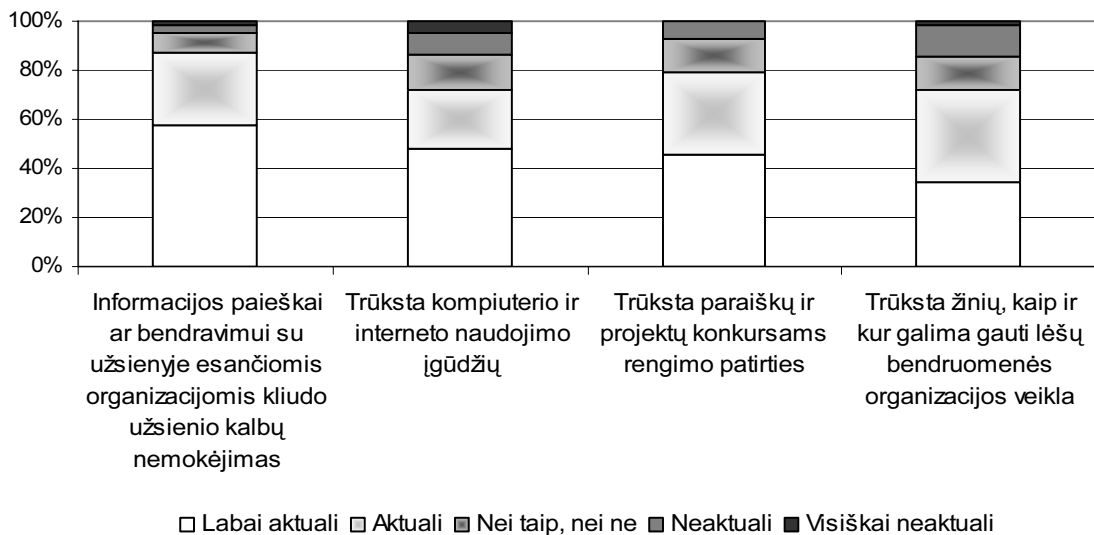 100%
80%
60%
40%
20%
0%
Informacijos paieškai
ar bendravimui su
užsienyje esančiomis
organizacijomis kliudo
užsienio kalbų
nemokėjimas
Trūksta kompiuterio ir
interneto naudojimo
įgūdžių
Trūksta paraiškų ir
projektų konkursams
rengimo patirties
Trūksta žinių, kaip ir
kur galima gauti lėšų
bendruomenės
organizacijos veikla
Labai aktuali Aktuali Nei taip, nei ne Neaktuali Visiškai neaktuali